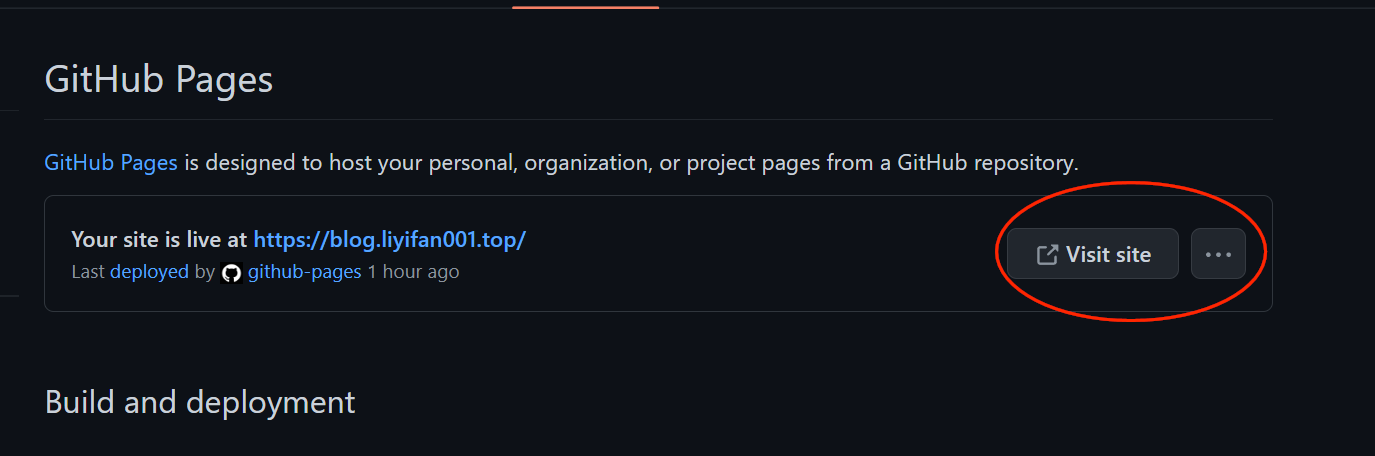 GitHub Pages
GitHub Pages is designed to host your personal, organization, or project pages from a GitHub repository.
Your site is live at https://blog.liyifan001.top/
Last deployed by github-pages 1 hour ago
Visit site
Build and deployment